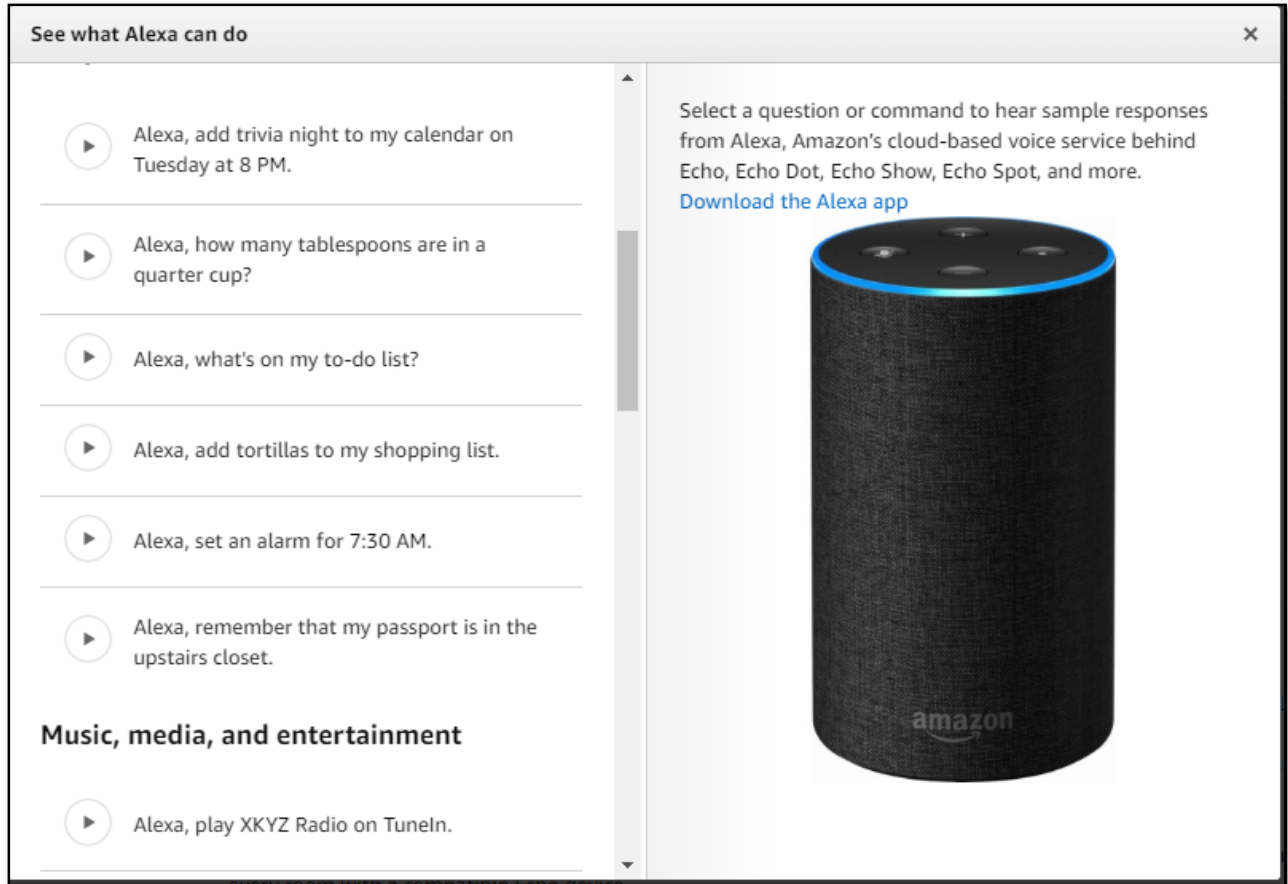 See what Alexa can do
Alexa, add trivia night to my calendar on
Tuesday at 8 PM.
Alexa, how many tablespoons are in a
quarter cup?
Alexa, what's on my to-do list?
Alexa, add tortillas to my shopping list.
Alexa, set an alarm for 7:30 AM.
Alexa, remember that my passport is in the
upstairs closet.
Music, media, and entertainment
Alexa, play XKYZ Radio on TuneIn.
Select a question or command to hear sample responses
from Alexa, Amazon’s cloud-based voice service behind
Echo, Echo Dot, Echo Show, Echo Spot, and more.
Download the Alexa app
amazon